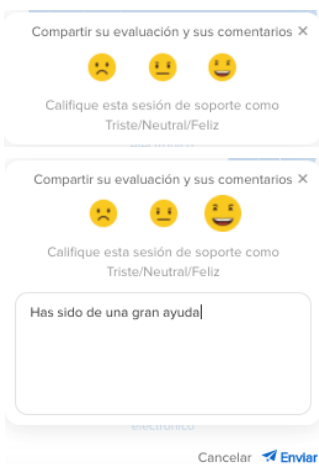 Compartir su evaluación y sus comentarios ×
Califique esta sesión de soporte como
Triste/Neutral/Feliz
Compartir su evaluación y sus comentarios ×
Califique esta sesión de soporte como
Triste/Neutral/Feliz
Has sido de una gran ayuda
electrónico
Cancelar Enviar